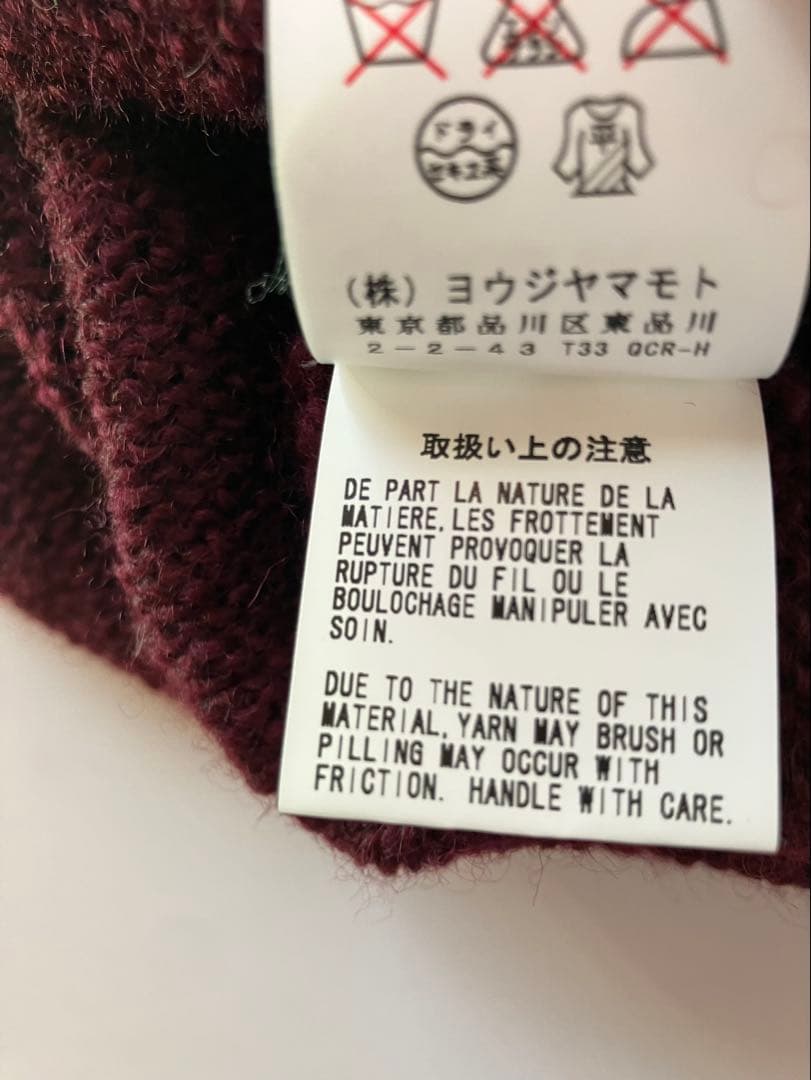 ドライ
セキユ系
平
(株) ヨウジヤマモト
東京都品川区東品川
2-2-43 T33 QCR-H
取扱い上の注意
DE PART LA NATURE DE LA
MATIERE,LES FROTTEMENT
PEUVENT PROVOQUER LA
RUPTURE DU FIL OU LE
BOULOCHAGE MANIPULER AVEC
SOIN.
DUE TO THE NATURE OF THIS
MATERIAL,YARN MAY BRUSH OR
PILLING MAY OCCUR WITH
FRICTION. HANDLE WITH CARE.